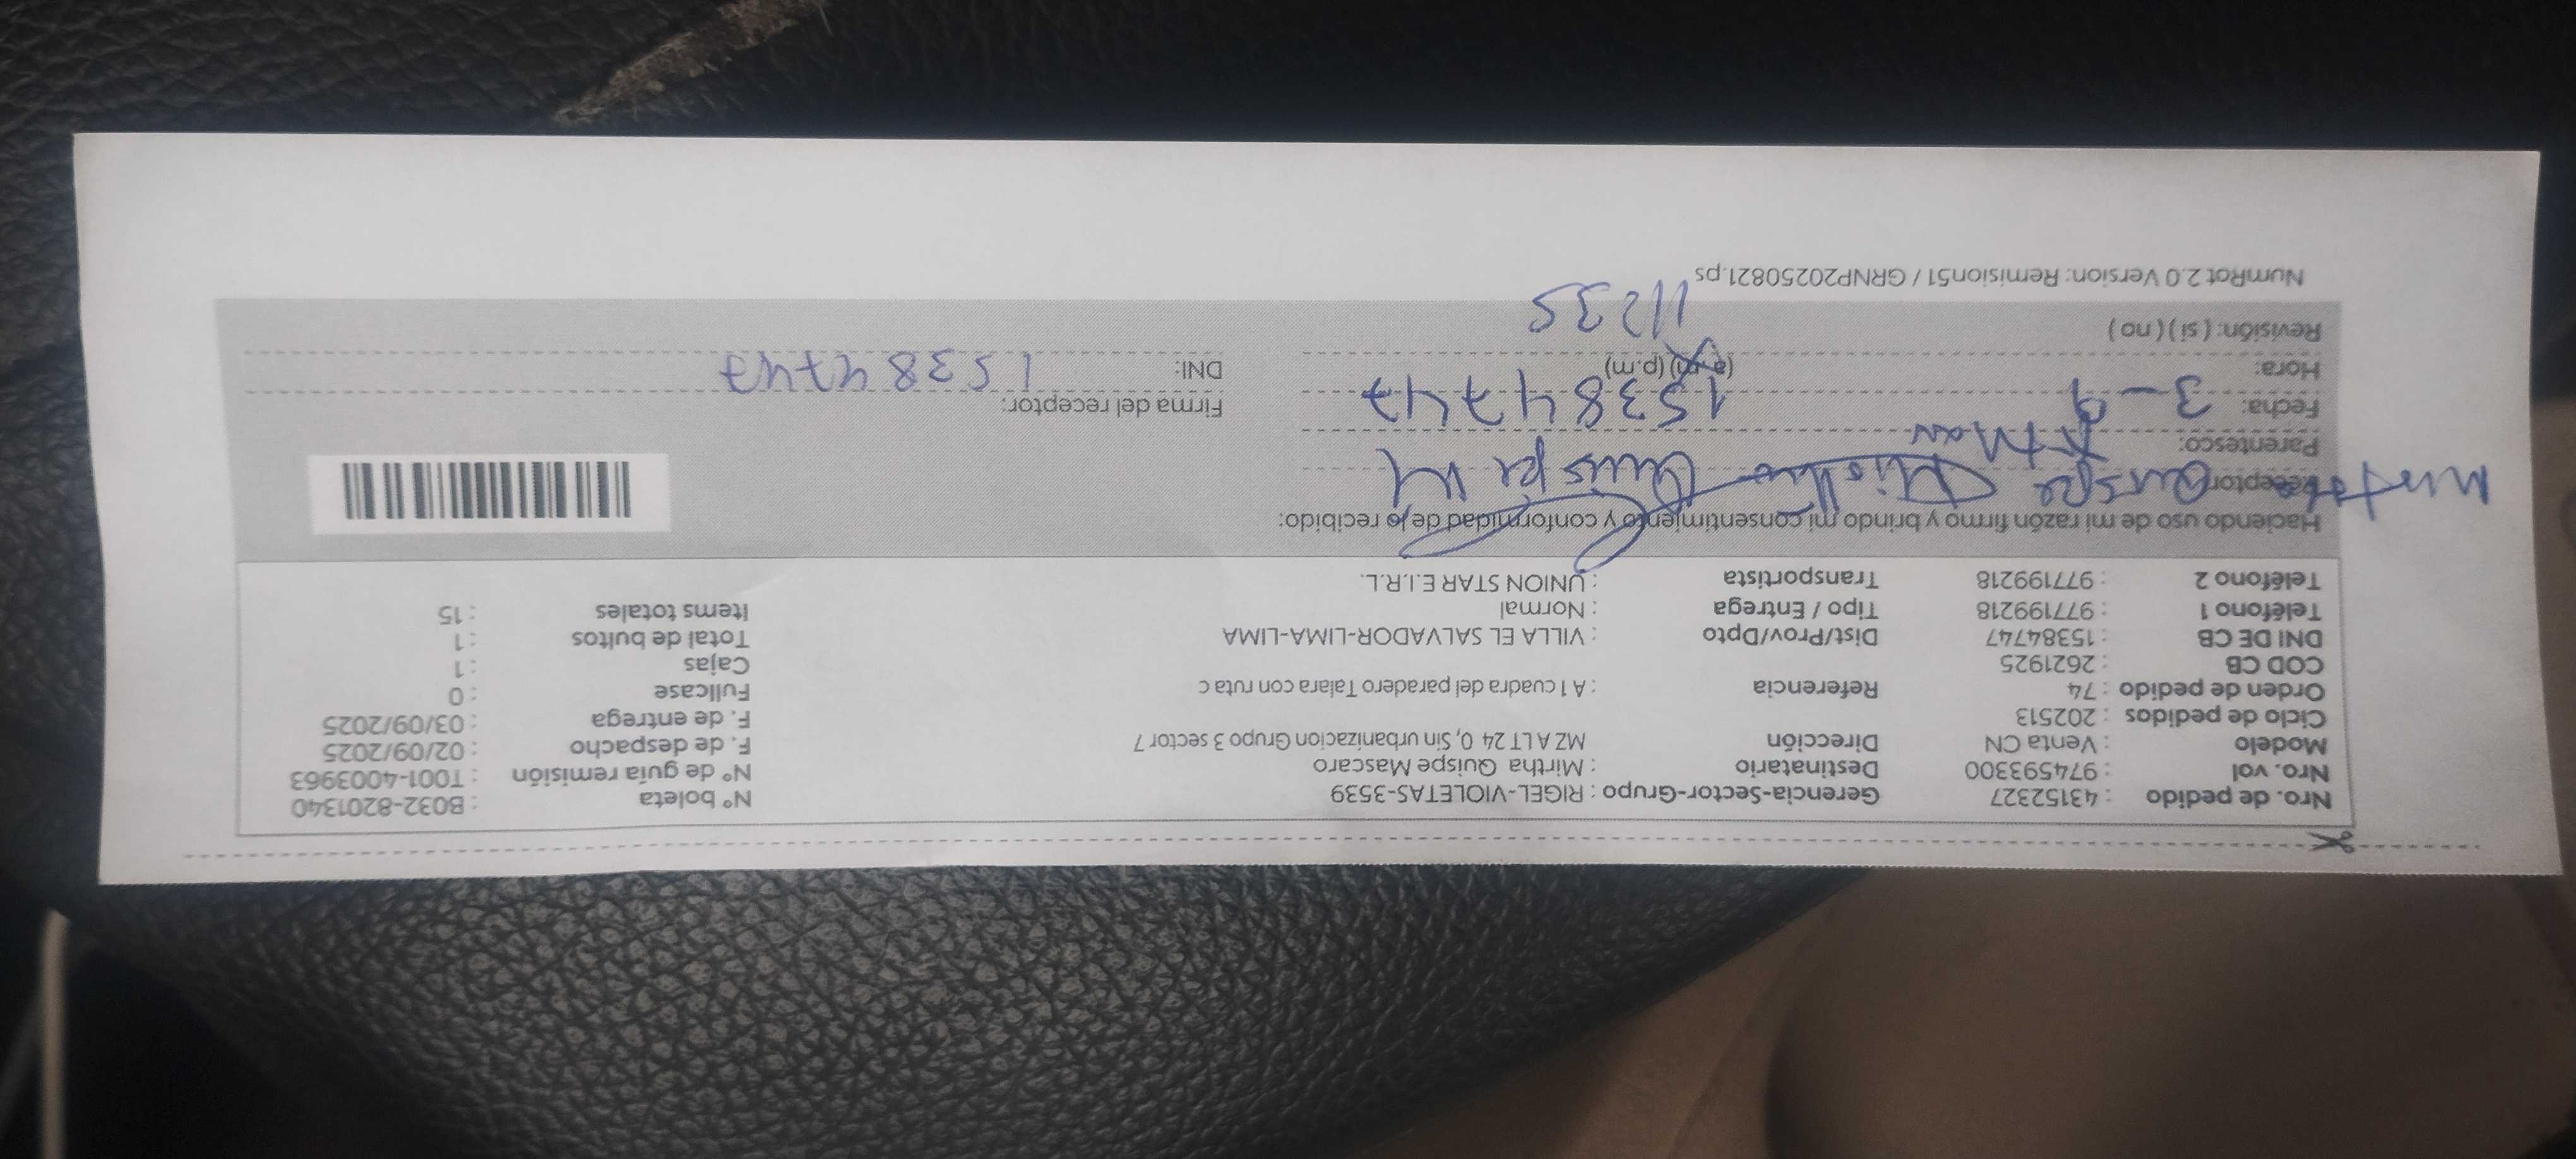 Nro. de pedido : 43152327 Gerencia-Sector-Grupo : RIGEL-VIOLETAS-3539 N° boleta : B032-8201340
Nro. vol : 974593300 Destinatario : Mirtha Quispe Mascaro N° de guía remisión : T001-4003963
Modelo : Venta CN Dirección MZ A LT 24 0, Sin urbanizacion Grupo 3 sector 7 F. de despacho : 02/09/2025
Ciclo de pedidos : 202513 F. de entrega : 03/09/2025
Orden de pedido : 74 Referencia : A 1 cuadra del paradero Talara con ruta c Fullcase : 0
COD CB : 2621925 Cajas : 1
DNI DE CB : 15384747 Dist/Prov/Dpto : VILLA EL SALVADOR-LIMA-LIMA Total de bultos : 1
Teléfono 1 : 977199218 Tipo / Entrega : Normal Items totales : 15
Teléfono 2 : 977199218 Transportista : UNION STAR E.I.R.L.
Haciendo uso de mi razón firmo y brindo mi consentimiento y conformidad de lo recibido:
Receptor: Quispe Quispe M
Parentesco:
Firma del receptor:
Fecha: 3-9 15384747
Hora: (a.m) (p.m) DNI: 15384747
11235
Revisión: ( si ) ( no )
NumRot 2.0 Version: Remision51 / GRNP20250821.ps